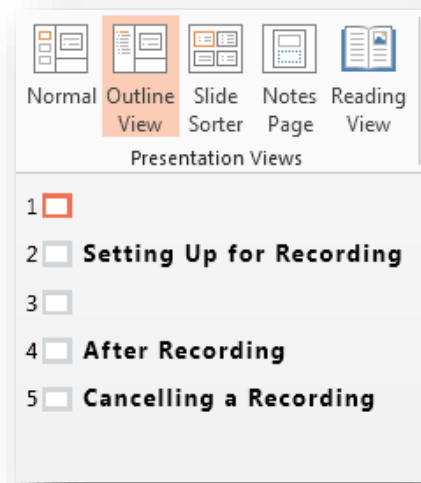 Normal Outline Slide Notes Reading
View Sorter Page View
Presentation Views
1
2 Setting Up for Recording
3
4 After Recording
5 Cancelling a Recording